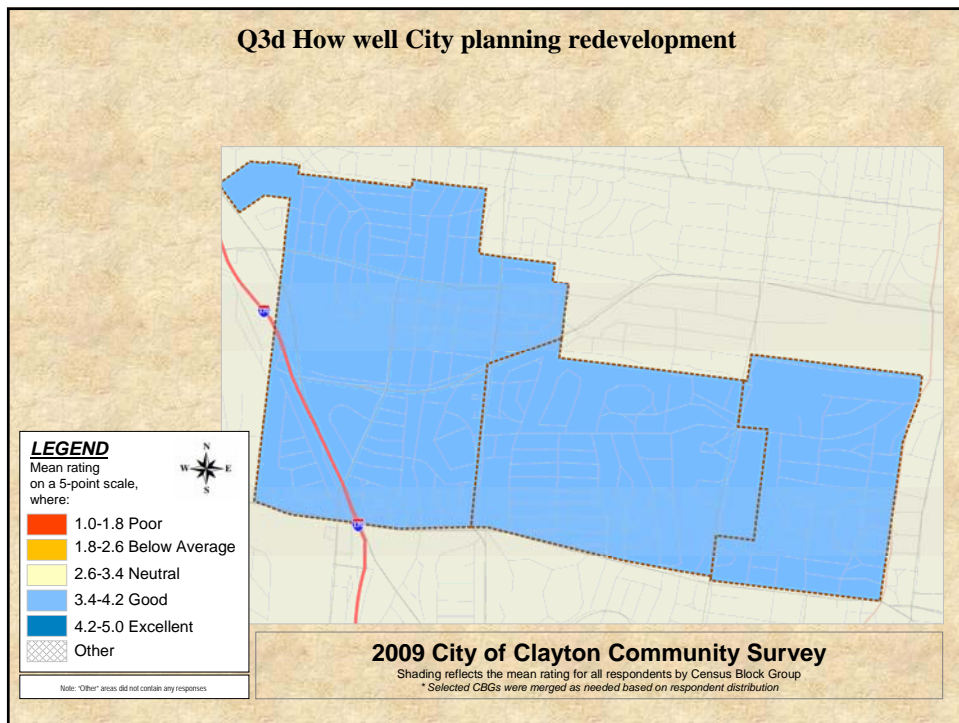 Q3d How well City planning redevelopment
LEGEND
Mean rating
on a 5-point scale,
where:
N
W E
S
1.0-1.8 Poor
1.8-2.6 Below Average
2.6-3.4 Neutral
3.4-4.2 Good
4.2-5.0 Excellent
Other
Note: "Other" areas did not contain any responses
2009 City of Clayton Community Survey
Shading reflects the mean rating for all respondents by Census Block Group
* Selected CBGs were merged as needed based on respondent distribution